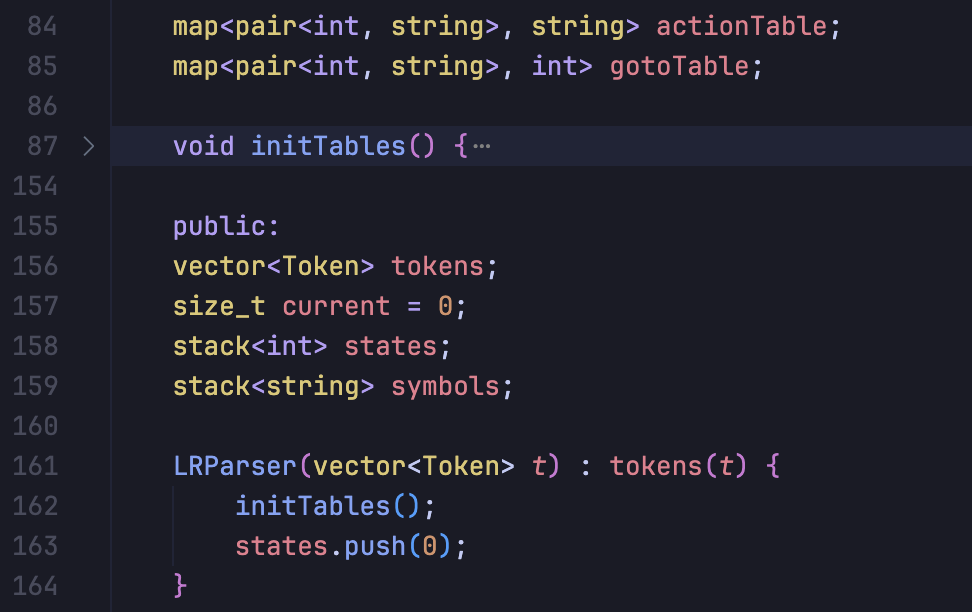 84 map<pair<int, string>, string> actionTable;
85 map<pair<int, string>, int> gotoTable;
86
87 > void initTables() {···
154
155 public:
156 vector<Token> tokens;
157 size_t current = 0;
158 stack<int> states;
159 stack<string> symbols;
160
161 LRParser(vector<Token> t) : tokens(t) {
162 initTables();
163 states.push(0);
164 }